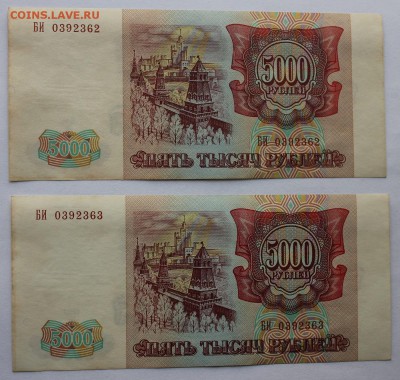 COINS.LAVE.RU
БИ 0392362
5000
РУБЛЕЙ
БИ 0392362
5000
ПЯТЬ ТЫСЯЧ РУБЛЕЙ
БИ 0392363
5000
РУБЛЕЙ
БИ 0392363
5000
ПЯТЬ ТЫСЯЧ РУБЛЕЙ